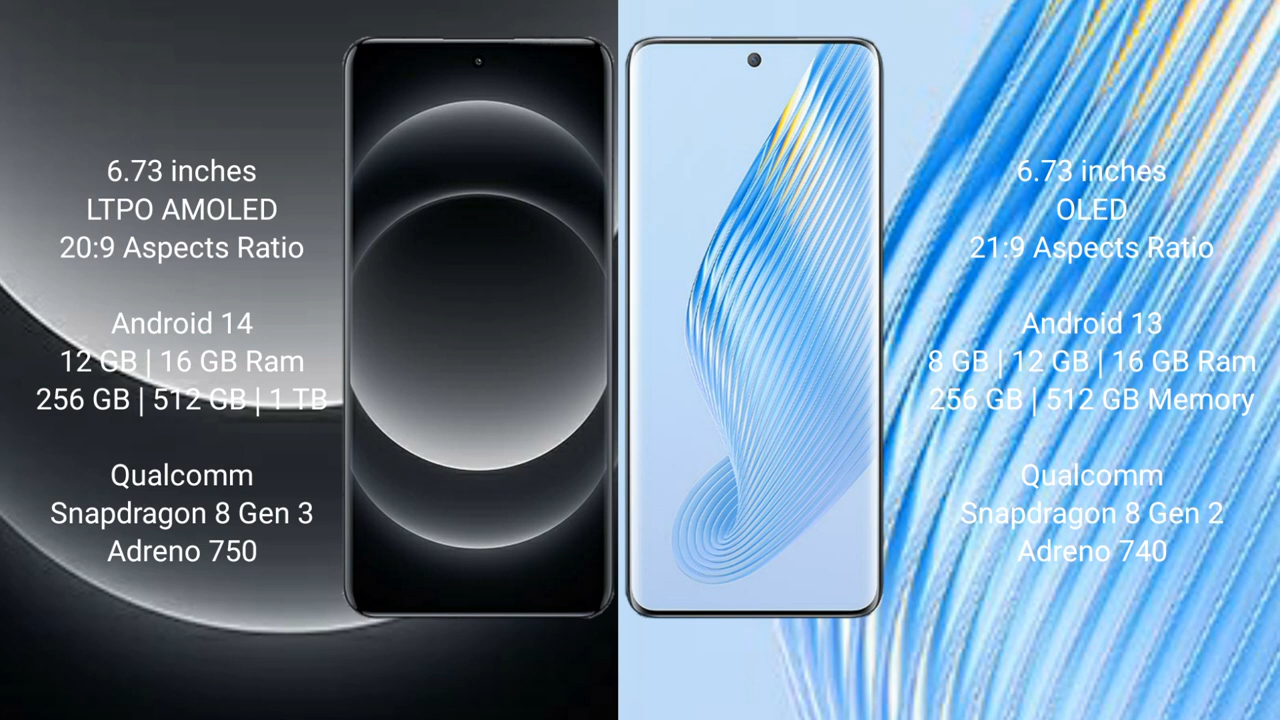 6.73 inches
LTPO AMOLED
20:9 Aspects Ratio
Android 14
12 GB | 16 GB Ram
256 GB | 512 GB | 1 TB
Qualcomm
Snapdragon 8 Gen 3
Adreno 750
6.73 inches
OLED
21:9 Aspects Ratio
Android 13
8 GB | 12 GB | 16 GB Ram
256 GB | 512 GB Memory
Qualcomm
Snapdragon 8 Gen 2
Adreno 740